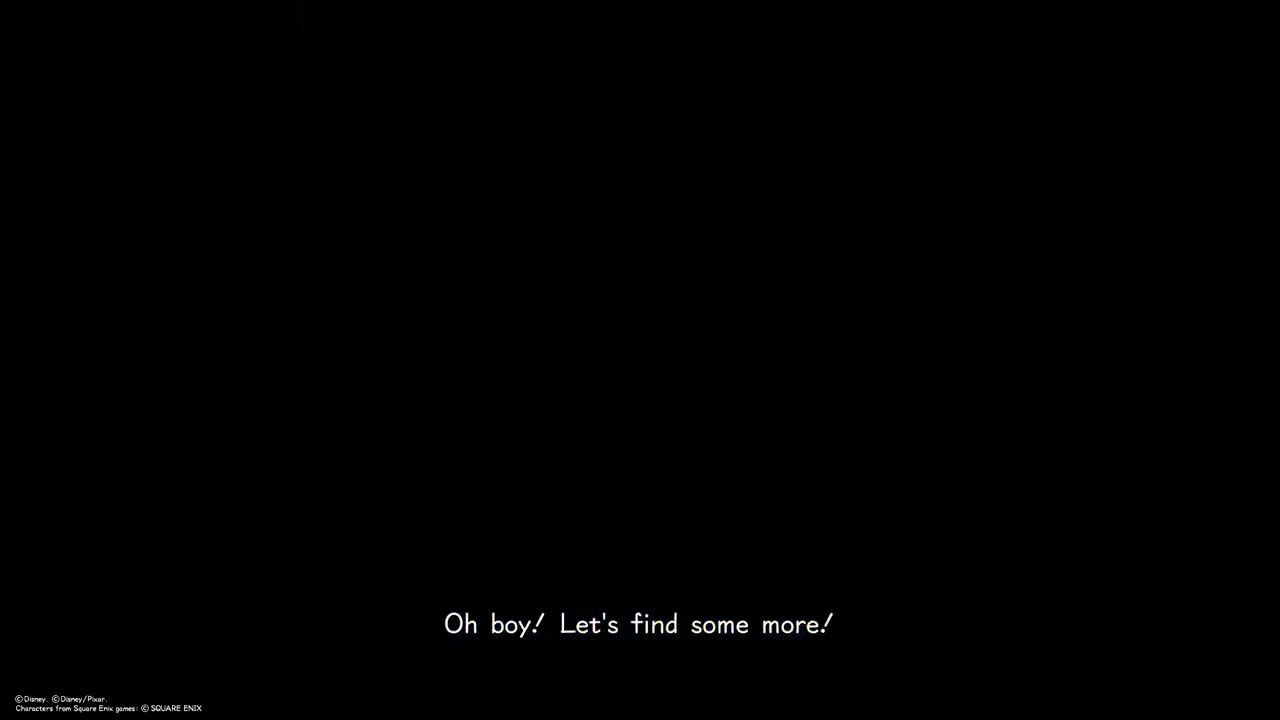 Oh boy! Let's find some more!
©Disney. ©Disney/Pixar.
Characters from Square Enix games: © SQUARE ENIX